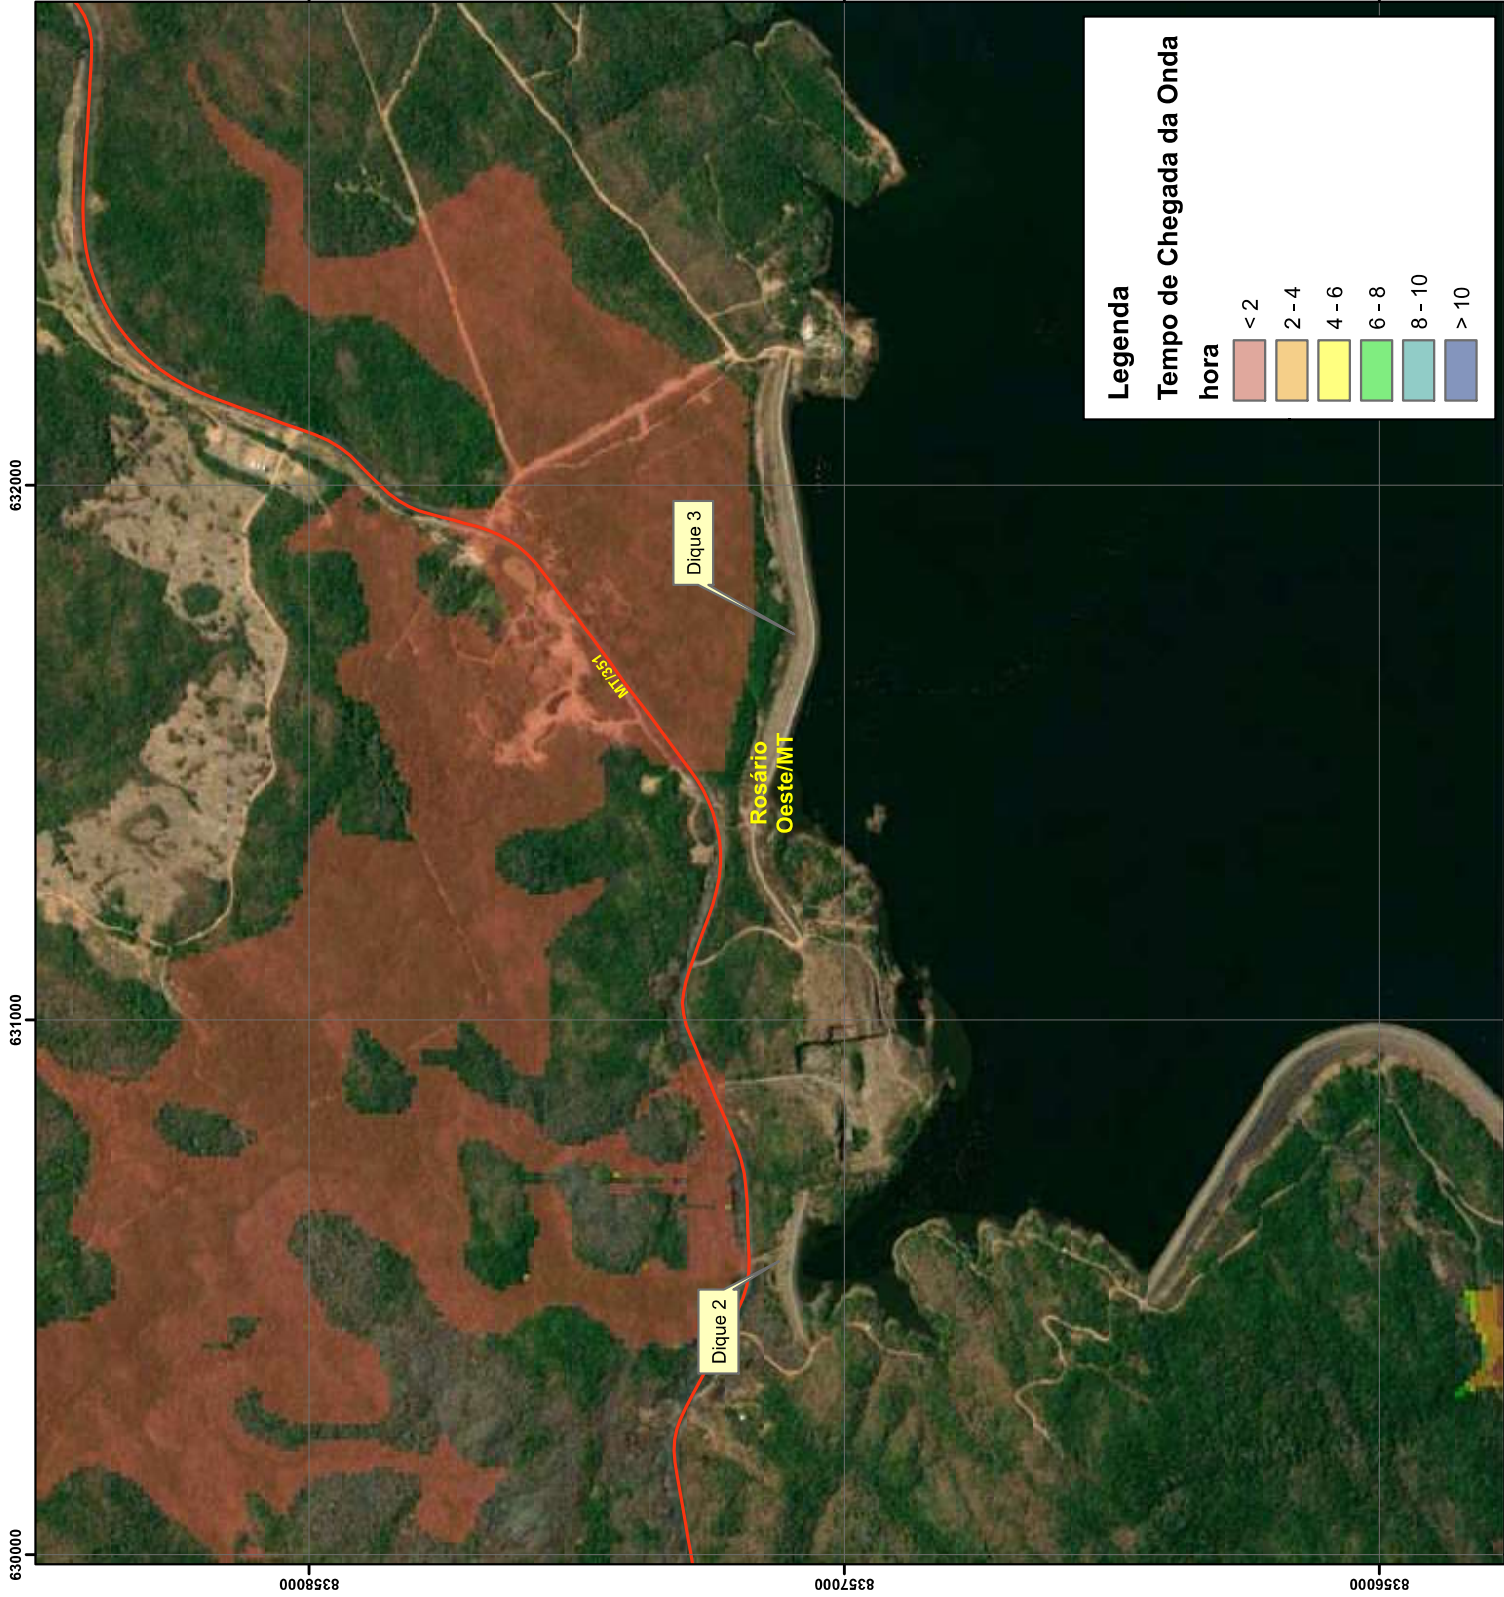 632000
631000
630000
8358000
8357000
8356000
MT/351
Dique 3
Rosário
Oeste/MT
Dique 2
Legenda
Tempo de Chegada da Onda
hora
< 2
2 - 4
4 - 6
6 - 8
8 - 10
> 10